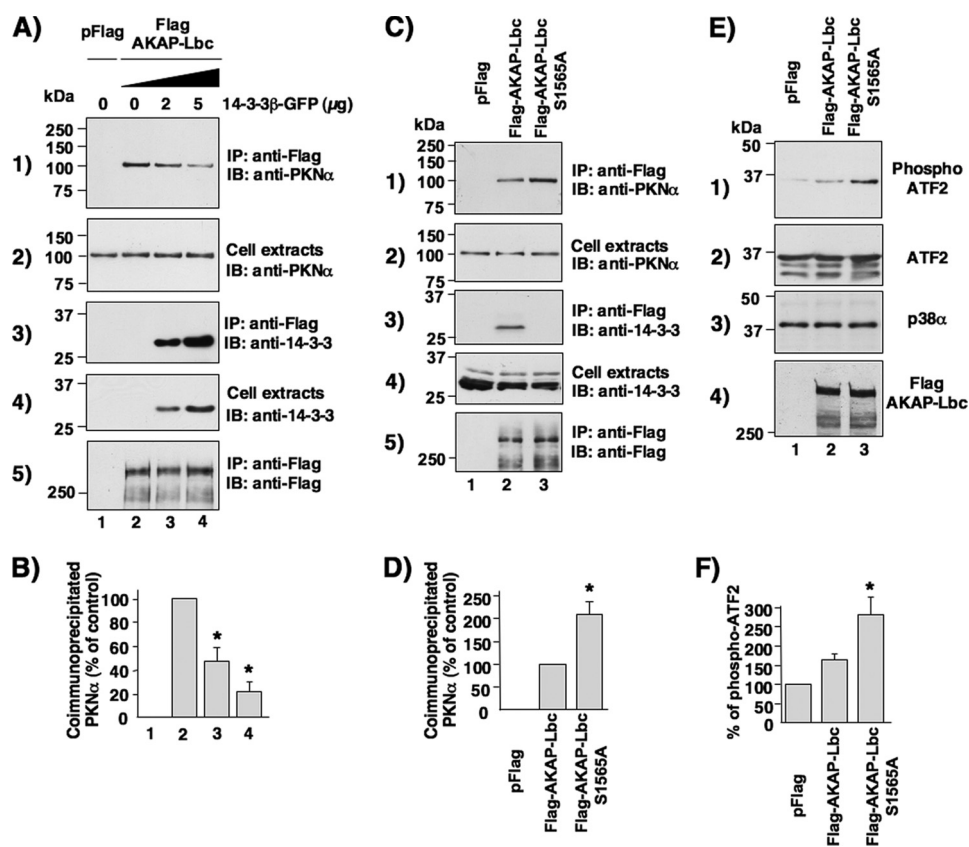 A)
pFlag
Flag
AKAP-Lbc
kDa
0 0 2 5 14-3-3β-GFP (µg)
1)
250
150
100
75
IP: anti-Flag
IB: anti-PKNα
2)
150
100
75
Cell extracts
IB: anti-PKNα
3)
37
25
IP: anti-Flag
IB: anti-14-3-3
4)
37
25
Cell extracts
IB: anti-14-3-3
5)
250
IP: anti-Flag
IB: anti-Flag
1 2 3 4
B)
Coimmunoprecipitated
PKNα (% of control)
100
80
60
40
20
0
* *
1 2 3 4
C)
pFlag
Flag-AKAP-Lbc
Flag-AKAP-Lbc
S1565A
kDa
1)
250
150
100
75
IP: anti-Flag
IB: anti-PKNα
2)
150
100
75
Cell extracts
IB: anti-PKNα
3)
37
25
IP: anti-Flag
IB: anti-14-3-3
4)
37
25
Cell extracts
IB: anti-14-3-3
5)
250
IP: anti-Flag
IB: anti-Flag
1 2 3
D)
Coimmunoprecipitated
PKNα (% of control)
250
200
150
100
50
0
*
pFlag
Flag-AKAP-Lbc
Flag-AKAP-Lbc
S1565A
E)
pFlag
Flag-AKAP-Lbc
Flag-AKAP-Lbc
S1565A
kDa
1)
50
37
Phospho
ATF2
2)
37
25
ATF2
3)
50
37
p38α
4)
250
Flag
AKAP-Lbc
1 2 3
F)
% of phospho-ATF2
300
250
200
150
100
50
0
*
pFlag
Flag-AKAP-Lbc
Flag-AKAP-Lbc
S1565A